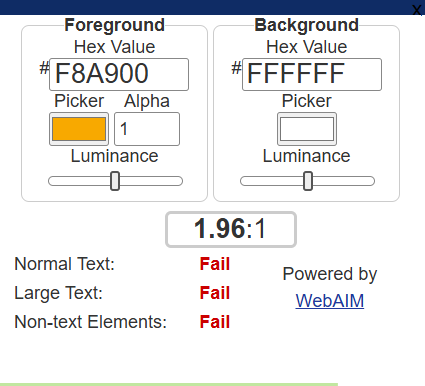 x
Foreground
Hex Value
#F8A900
Picker Alpha
1
Luminance
Background
Hex Value
#FFFFFF
Picker
Luminance
1.96:1
Normal Text: Fail
Large Text: Fail
Non-text Elements: Fail
Powered by
WebAIM